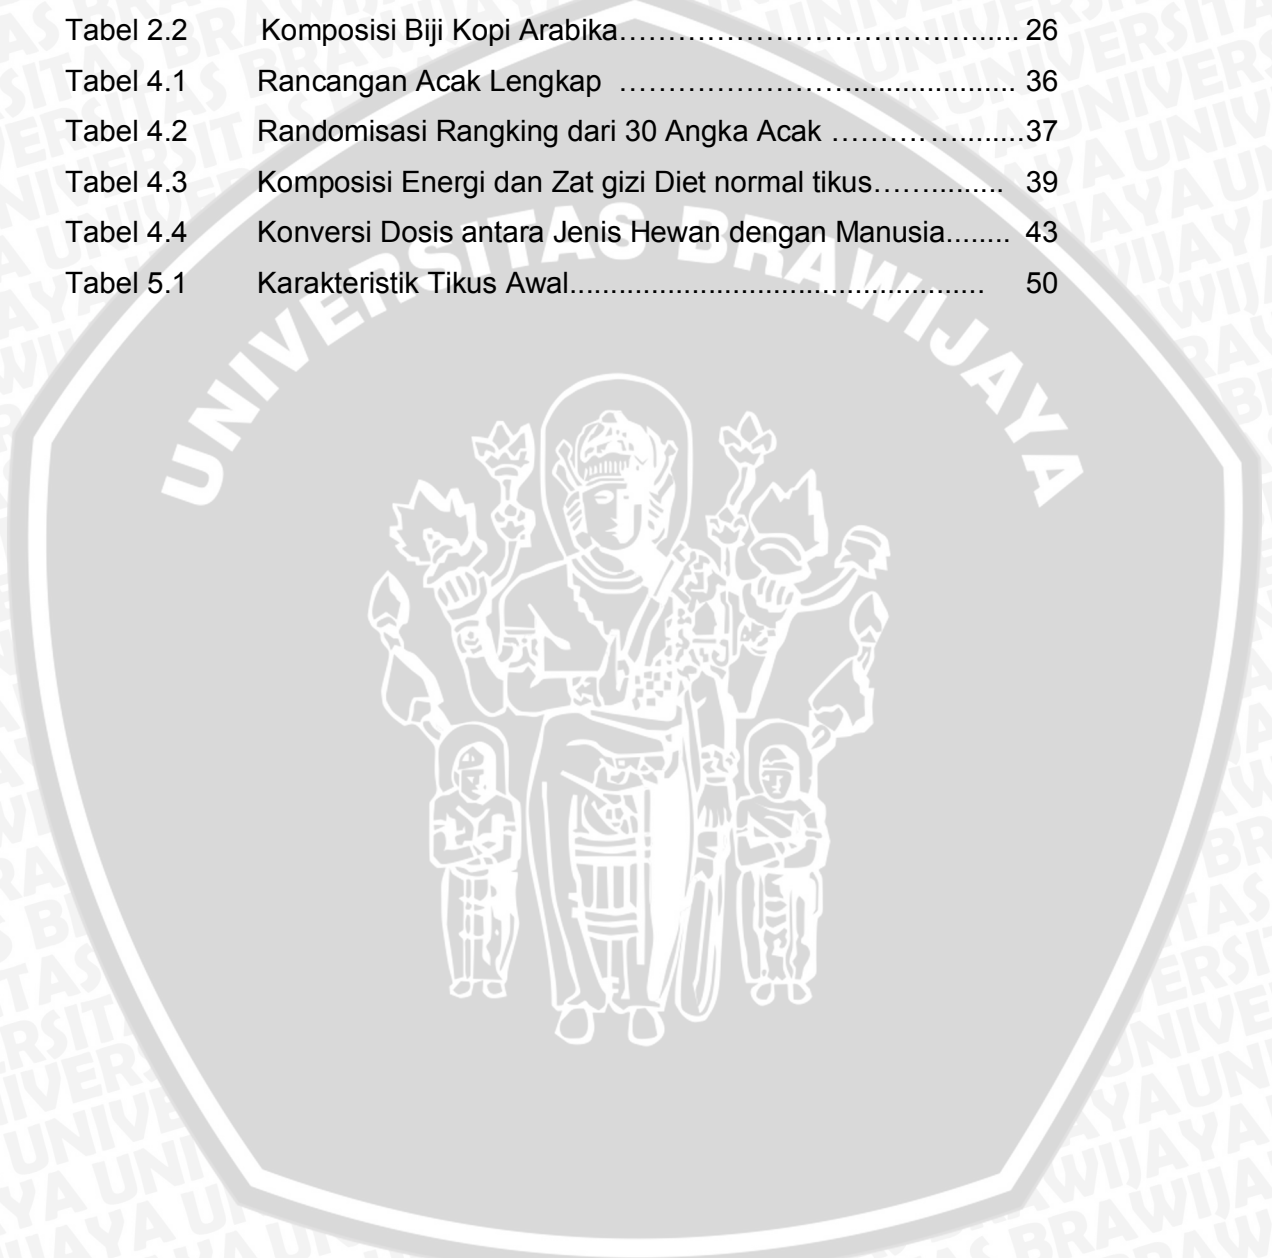 Tabel 2.2 Komposisi Biji Kopi Arabika……………………………….….. 26
Tabel 4.1 Rancangan Acak Lengkap ……………………..................... 36
Tabel 4.2 Randomisasi Rangking dari 30 Angka Acak …………..........37
Tabel 4.3 Komposisi Energi dan Zat gizi Diet normal tikus……......... 39
Tabel 4.4 Konversi Dosis antara Jenis Hewan dengan Manusia........ 43
Tabel 5.1 Karakteristik Tikus Awal........................................... 50
UNIVERSITAS BRAWIJAYA